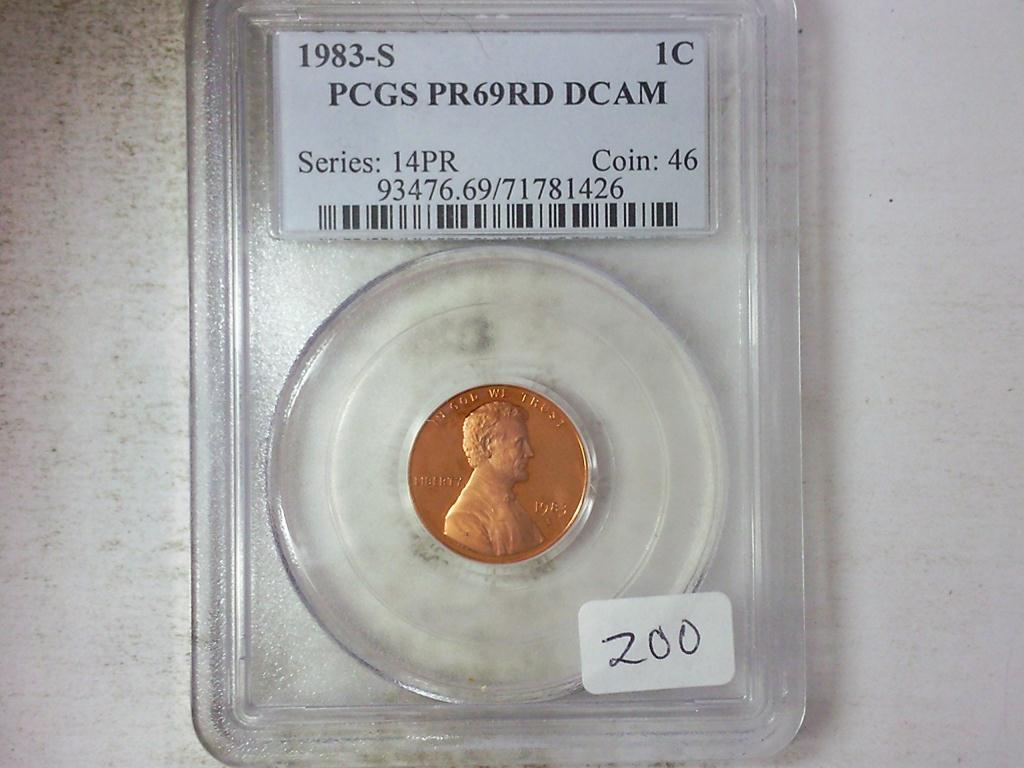 1983-S 1C
PCGS PR69RD DCAM
Series: 14PR Coin: 46
93476.69/71781426
IN GOD WE TRUST
LIBERTY
1983
S
200